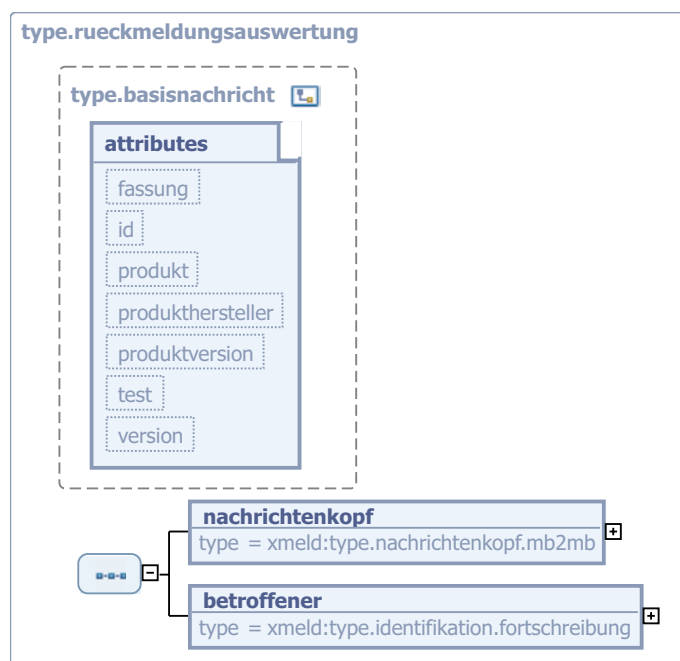 type.rueckmeldungsauswertung
type.basisnachricht
attributes
fassung
id
produkt
produkthersteller
produktversion
test
version
nachrichtenkopf
type = xmeld:type.nachrichtenkopf.mb2mb
betroffener
type = xmeld:type.identifikation.fortschreibung